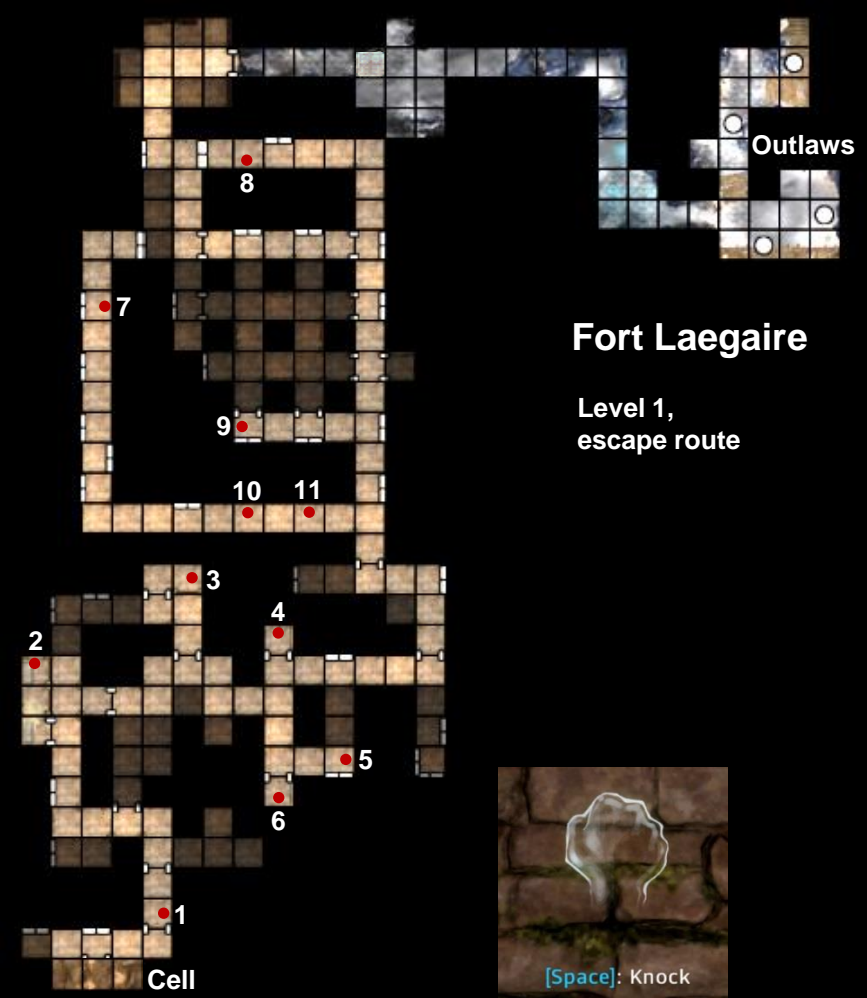 8
Outlaws
7
Fort Laegaire
Level 1,
escape route
9
10
11
3
4
2
5
6
1
Cell
[Space]: Knock